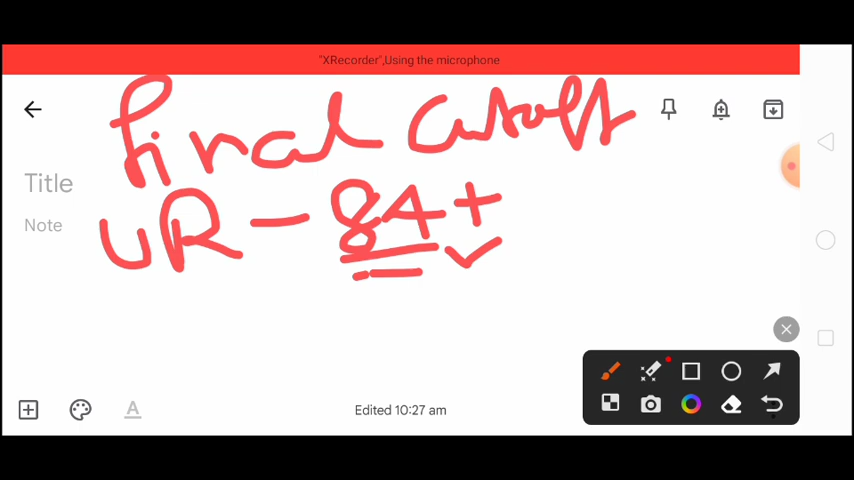 "XRecorder",Using the microphone
final cutoff
Title
UR - 84+
Note
A
Edited 10:27 am